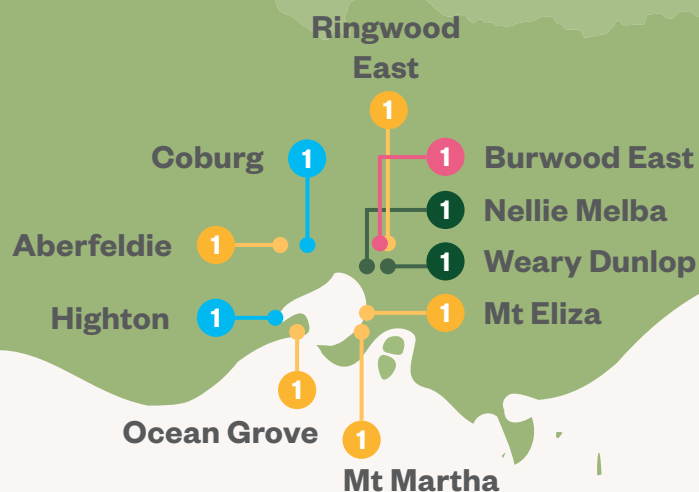 Ringwood
East
1
Coburg 1
1 Burwood East
1 Nellie Melba
Aberfeldie 1
1 Weary Dunlop
Highton 1
1 Mt Eliza
1
Ocean Grove
1
Mt Martha